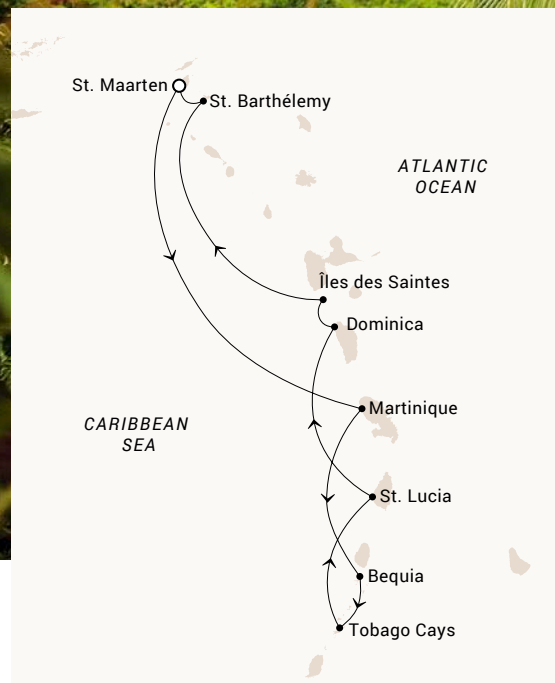 St. Maarten
St. Barthélemy
ATLANTIC
OCEAN
Îles des Saintes
Dominica
Martinique
CARIBBEAN
SEA
St. Lucia
Bequia
Tobago Cays